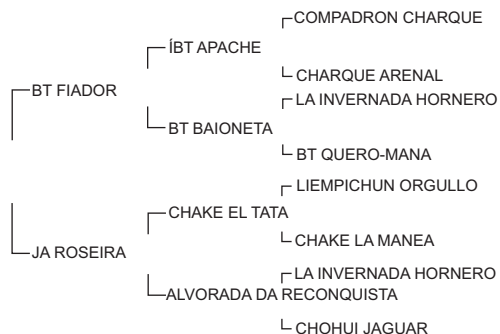 COMPADRON CHARQUE
ÍBT APACHE
CHARQUE ARENAL
BT FIADOR
LA INVERNADA HORNERO
BT BAIONETA
BT QUERO-MANA
LIEMPICHUN ORGULLO
CHAKE EL TATA
CHAKE LA MANEA
JA ROSEIRA
LA INVERNADA HORNERO
ALVORADA DA RECONQUISTA
CHOHUI JAGUAR